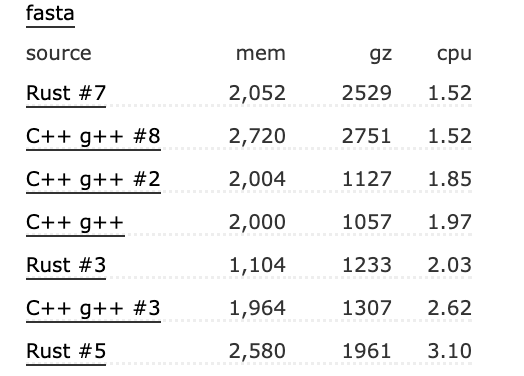 fasta
source mem gz cpu
Rust #7 2,052 2529 1.52
C++ g++ #8 2,720 2751 1.52
C++ g++ #2 2,004 1127 1.85
C++ g++ 2,000 1057 1.97
Rust #3 1,104 1233 2.03
C++ g++ #3 1,964 1307 2.62
Rust #5 2,580 1961 3.10